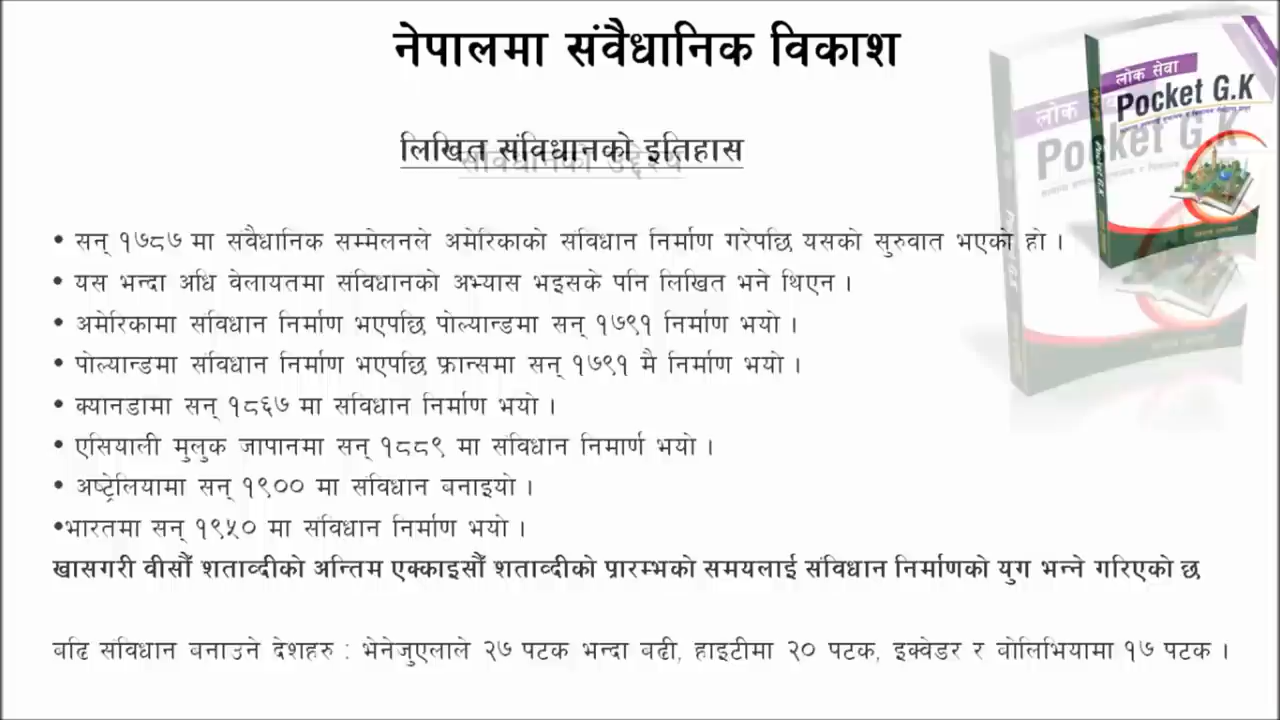 नेपालमा संवैधानिक विकाश
लोक सेवा
Pocket G.K
लिखित संविधानको इतिहास
• सन् १७८७ मा सवैधानिक सम्मेलनले अमेरिकाको संविधान निर्माण गरेपछि यसको सुरुवात भएको हो ।
• यस भन्दा अघि वेलायतमा संविधानको अभ्यास भइसके पनि लिखित भने थिएन ।
• अमेरिकामा संविधान निर्माण भएपछि पोल्यान्डमा सन् १७९१ निर्माण भयो ।
• पोल्यान्डमा संविधान निर्माण भएपछि फ्रान्समा सन् १७९१ मै निर्माण भयो ।
• क्यानडामा सन् १८६७ मा संविधान निर्माण भयो ।
• एसियाली मुलुक जापानमा सन् १८८९ मा संविधान निमार्ण भयो ।
• अष्ट्रेलियामा सन् १९०० मा संविधान बनाइयो ।
•भारतमा सन् १९५० मा संविधान निर्माण भयो ।
खासगरी वीसौँ शताव्दीको अन्तिम एक्काइसौँ शताव्दीको प्रारम्भको समयलाई संविधान निर्माणको युग भन्ने गरिएको छ
बढि संविधान बनाउने देशहरु : भेनेजुएलाले २७ पटक भन्दा बढी, हाइटीमा २० पटक, इक्वेडर र बोलिभियामा १७ पटक ।